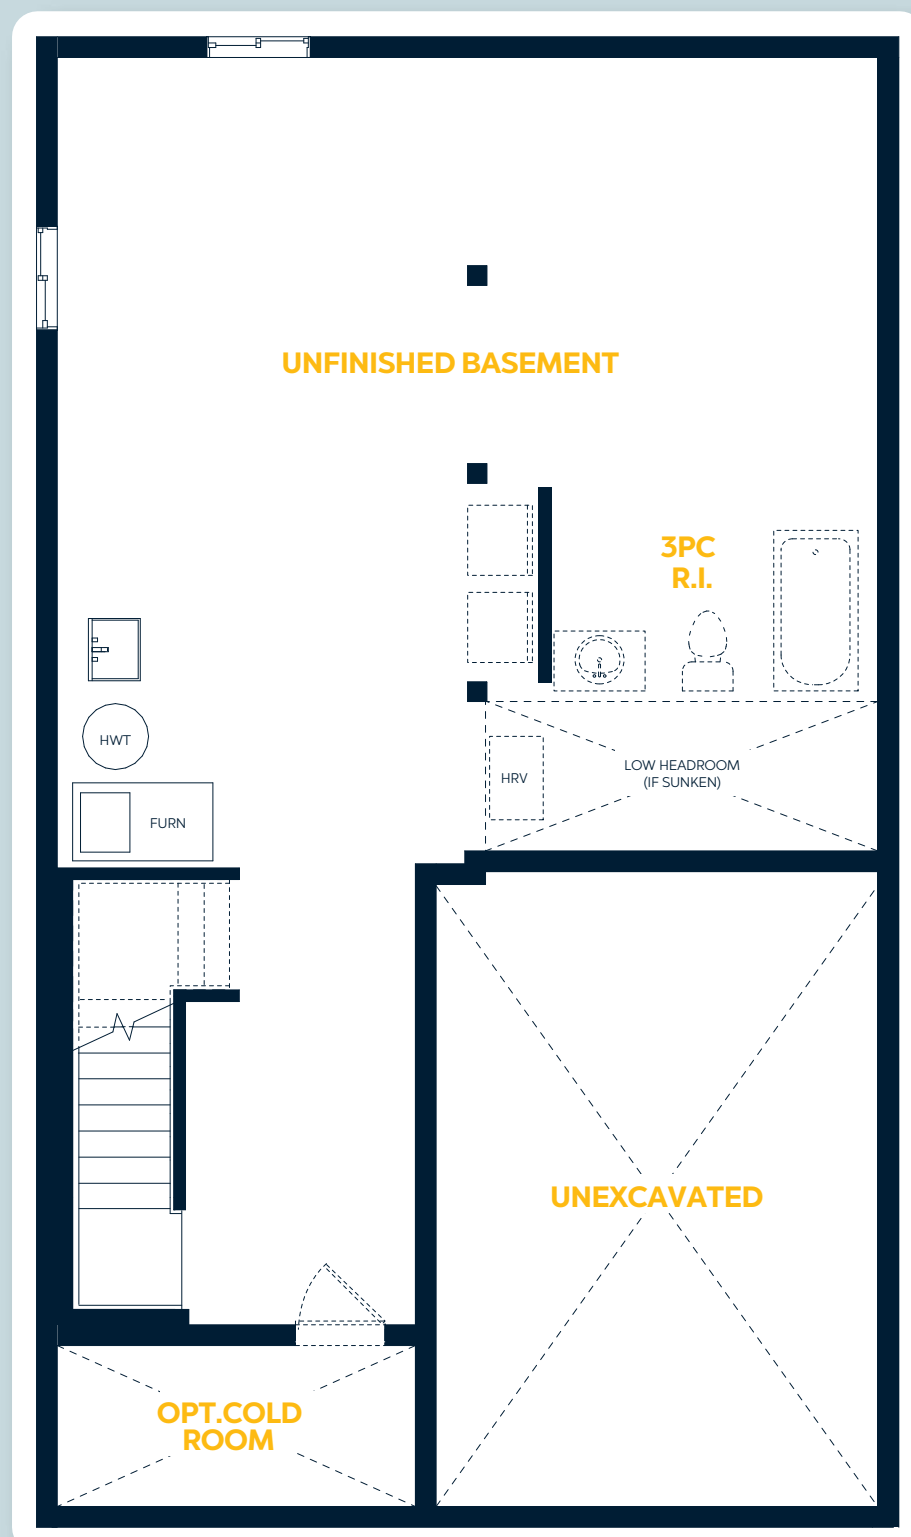 UNFINISHED BASEMENT
3PC
R.I.
HWT
LOW HEADROOM
(IF SUNKEN)
HRV
FURN
UNEXCAVATED
OPT.COLD
ROOM